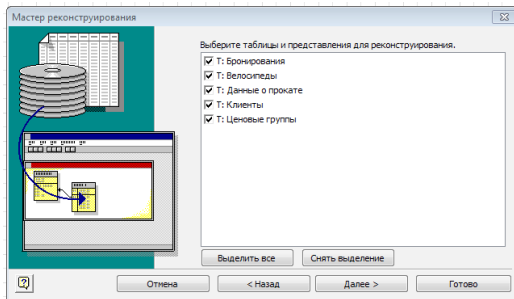 Мастер реконструирования
Выберите таблицы и представления для реконструирования.
Т: Бронирования
Т: Велосипеды
Т: Данные о прокате
Т: Клиенты
Т: Ценовые группы
Выделить все
Снять выделение
Отмена
< Назад
Далее >
Готово